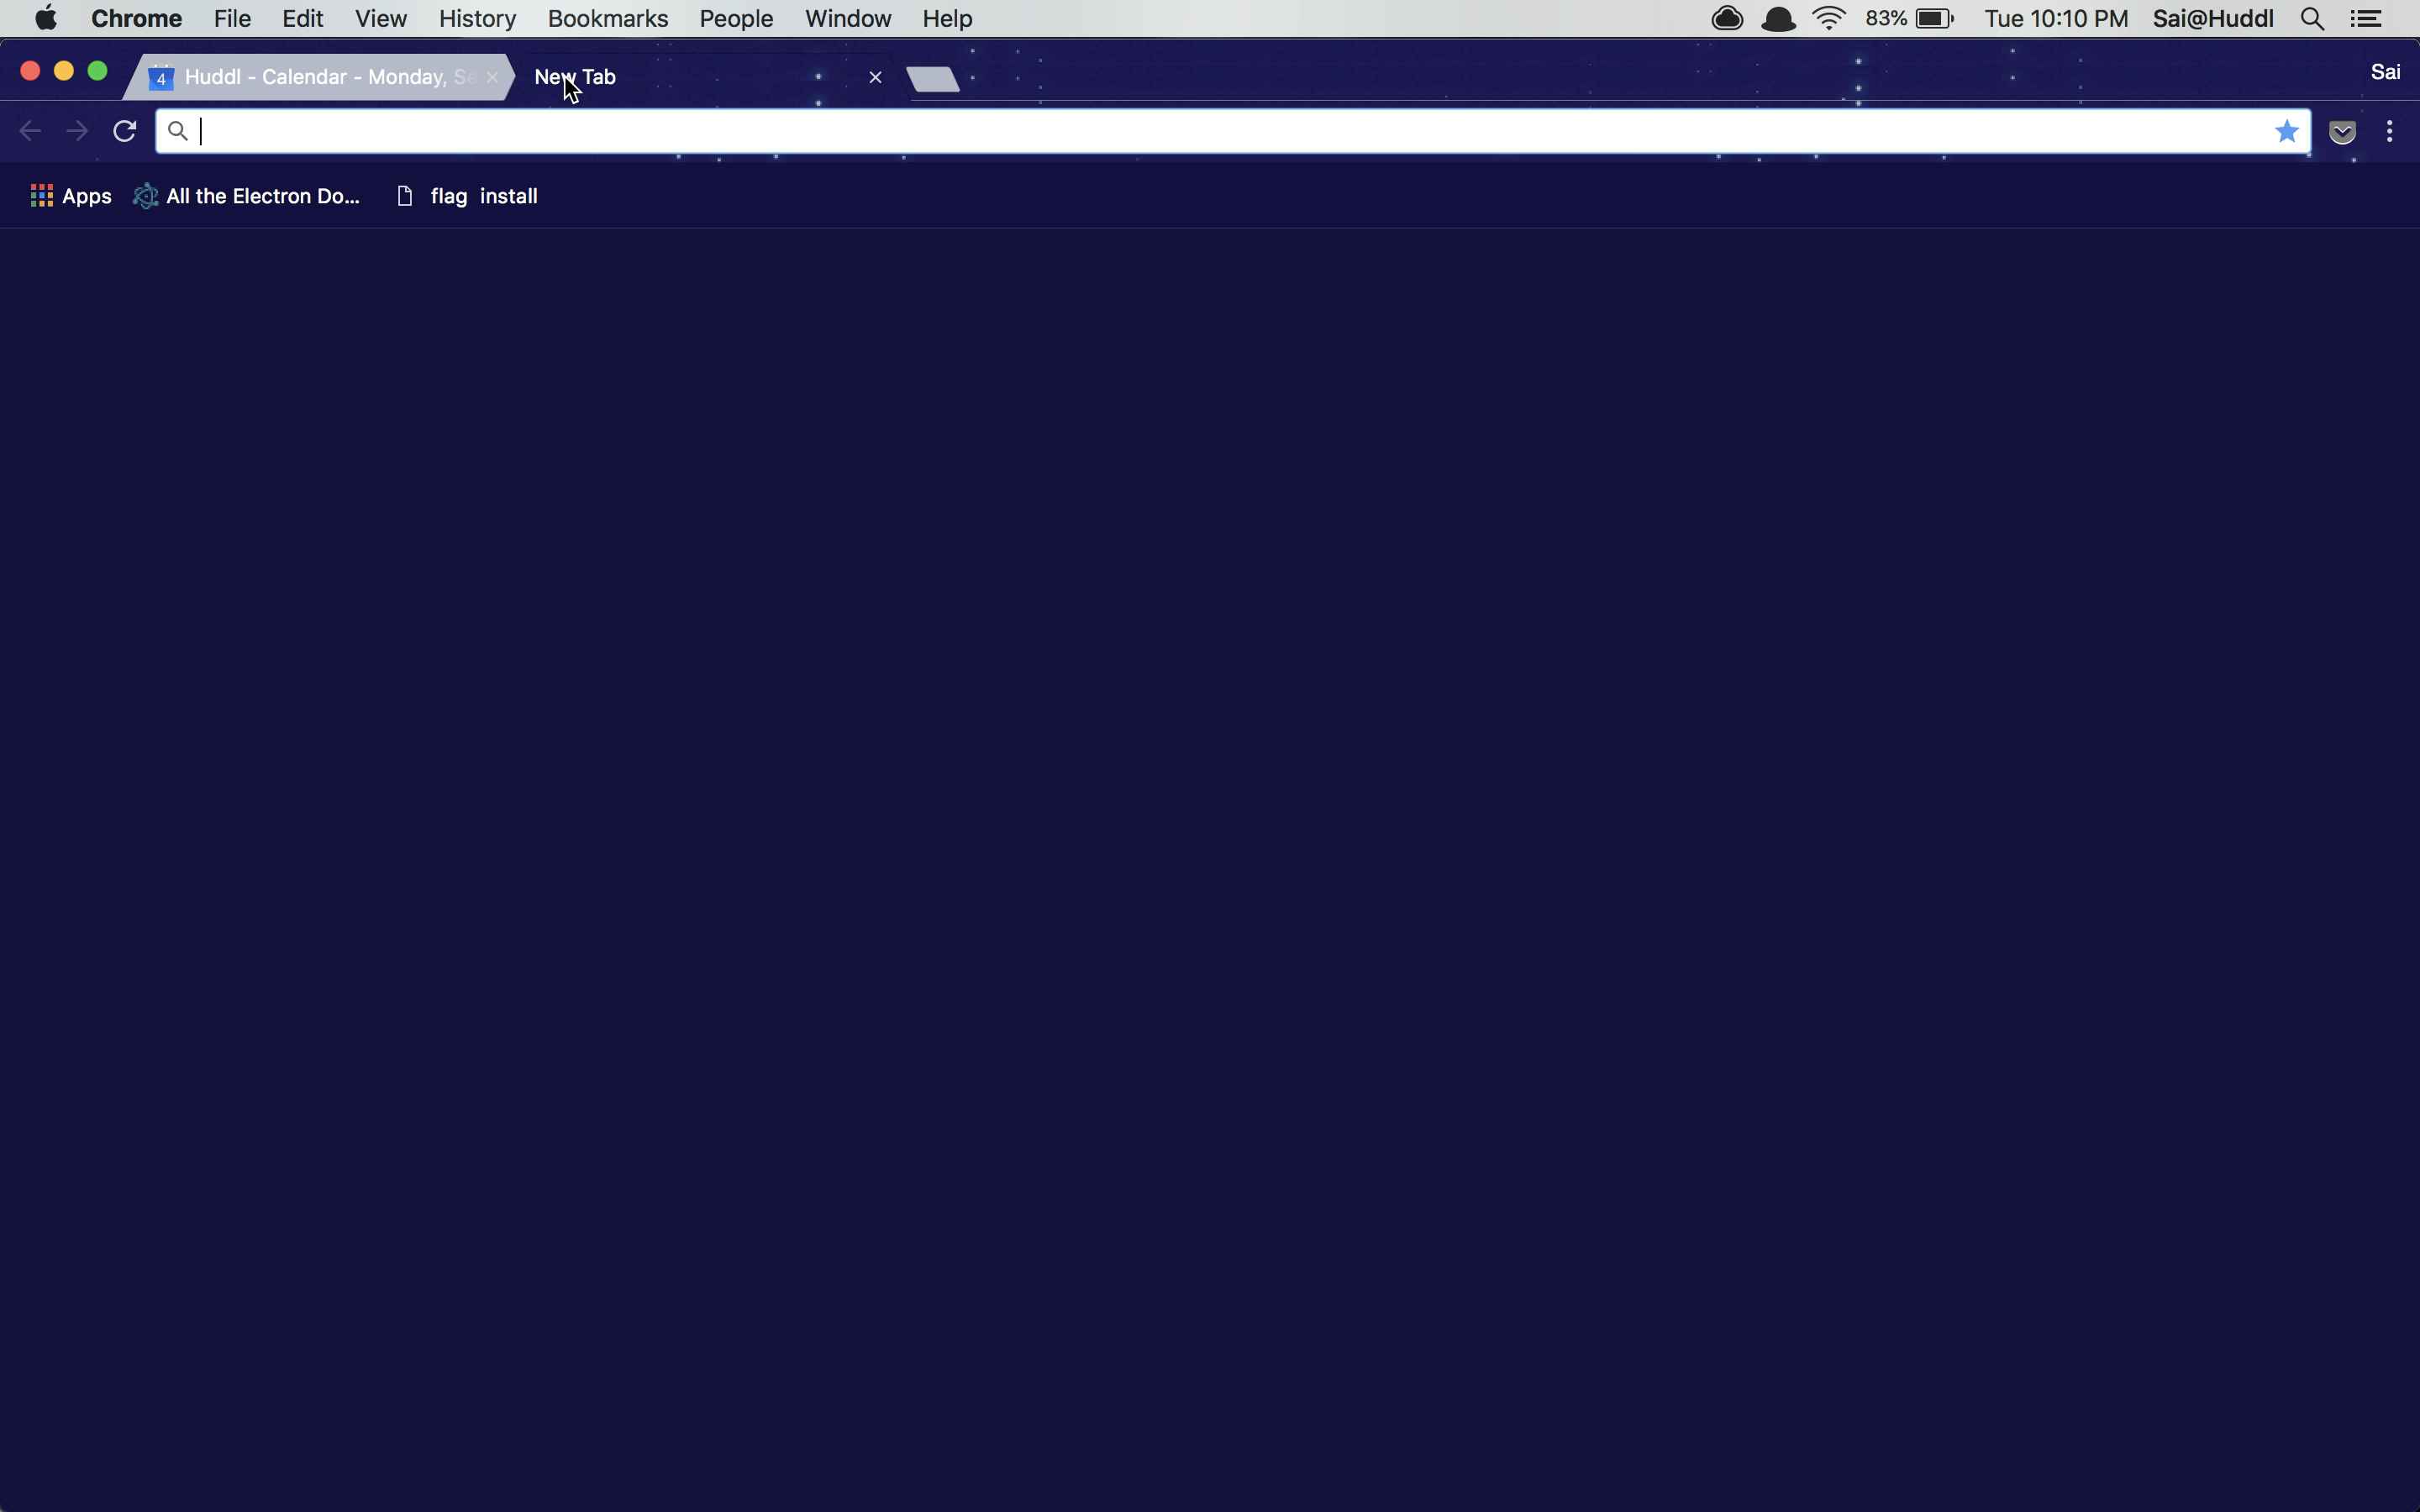 Chrome File Edit View History Bookmarks People Window Help 83% Tue 10:10 PM Sai@Huddl
4 Huddl - Calendar - Monday, Se New Tab Sai
Apps All the Electron Do... flag install